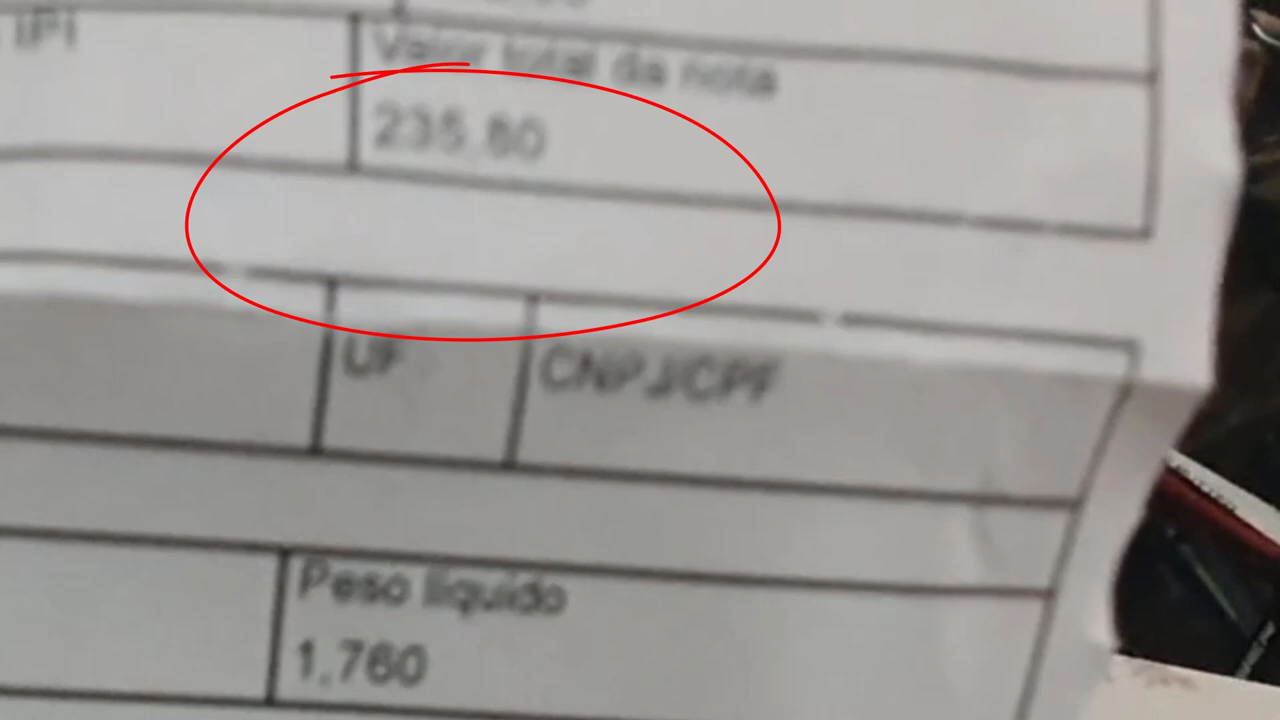 IPI
Valor total da nota
235,80
UF
CNPJ/CPF
Peso líquido
1,760